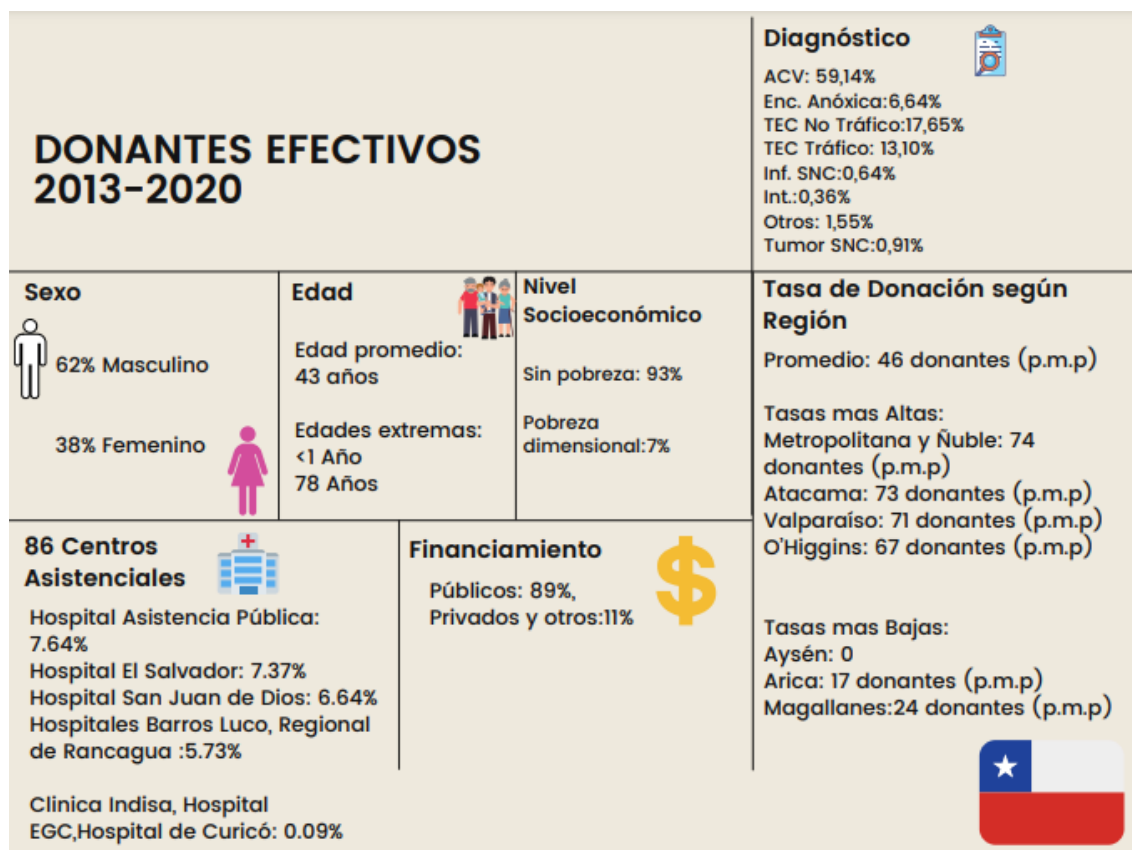 DONANTES EFECTIVOS
2013-2020
Diagnóstico
ACV: 59,14%
Enc. Anóxica:6,64%
TEC No Tráfico:17,65%
TEC Tráfico: 13,10%
Inf. SNC:0,64%
Int.:0,36%
Otros: 1,55%
Tumor SNC:0,91%
Sexo
62% Masculino
38% Femenino
Edad
Edad promedio:
43 años
Edades extremas:
<1 Año
78 Años
Nivel
Socioeconómico
Sin pobreza: 93%
Pobreza
dimensional:7%
Tasa de Donación según
Región
Promedio: 46 donantes (p.m.p)
Tasas mas Altas:
Metropolitana y Ñuble: 74
donantes (p.m.p)
Atacama: 73 donantes (p.m.p)
Valparaíso: 71 donantes (p.m.p)
O'Higgins: 67 donantes (p.m.p)
Tasas mas Bajas:
Aysén: 0
Arica: 17 donantes (p.m.p)
Magallanes:24 donantes (p.m.p)
86 Centros
Asistenciales
Hospital Asistencia Pública:
7.64%
Hospital El Salvador: 7.37%
Hospital San Juan de Dios: 6.64%
Hospitales Barros Luco, Regional
de Rancagua :5.73%
Clinica Indisa, Hospital
EGC,Hospital de Curicó: 0.09%
Financiamiento
Públicos: 89%,
Privados y otros:11%